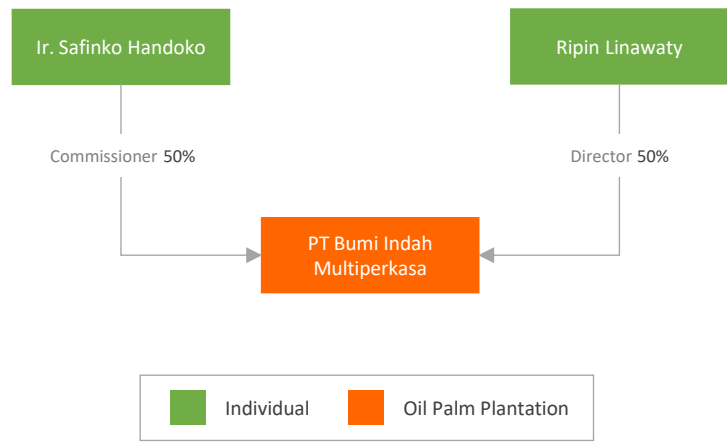 Ir. Safinko Handoko
Ripin Linawaty
Commissioner 50%
Director 50%
PT Bumi Indah
Multiperkasa
Individual
Oil Palm Plantation